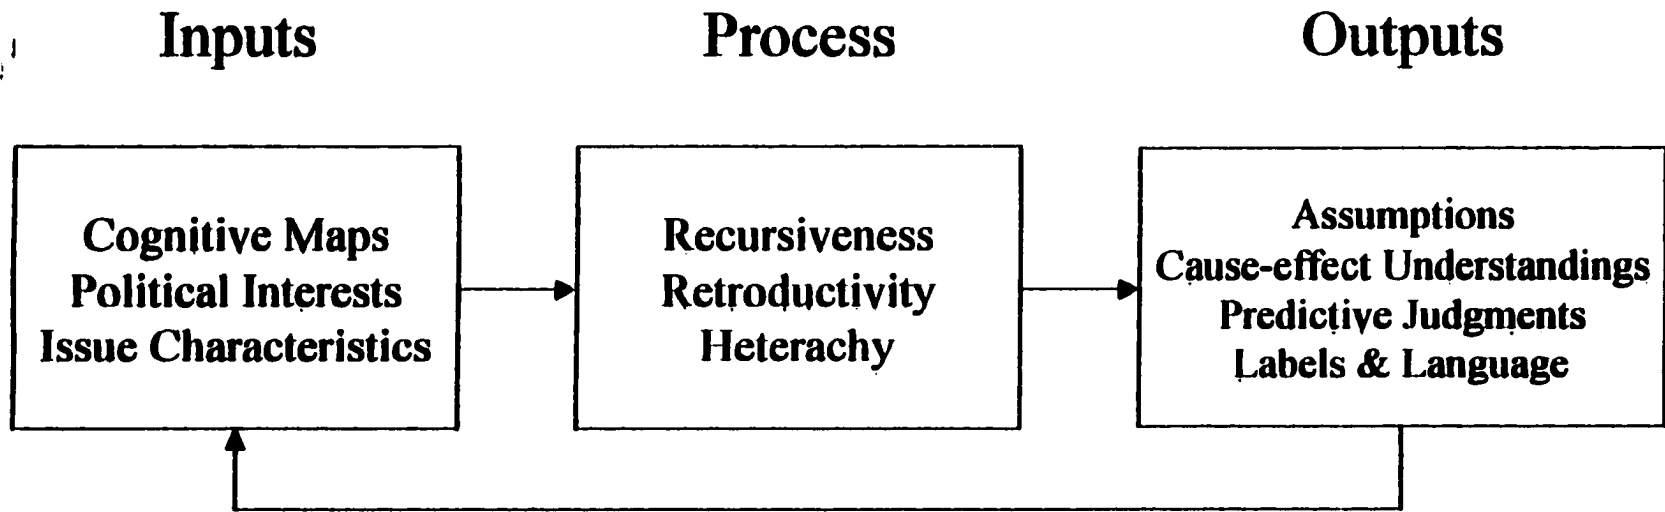 Inputs
Process
Outputs
Cognitive Maps
Political Interests
Issue Characteristics
Recursiveness
Retroductivity
Heterachy
Assumptions
Cause-effect Understandings
Predictive Judgments
Labels & Language